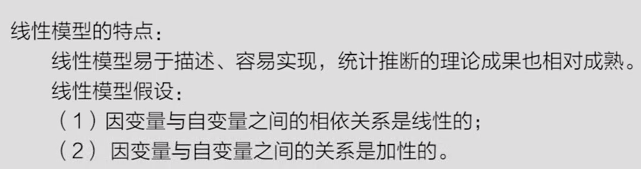 线性模型的特点：
线性模型易于描述、容易实现，统计推断的理论成果也相对成熟。
线性模型假设：
（1）因变量与自变量之间的相依关系是线性的；
（2） 因变量与自变量之间的关系是加性的。